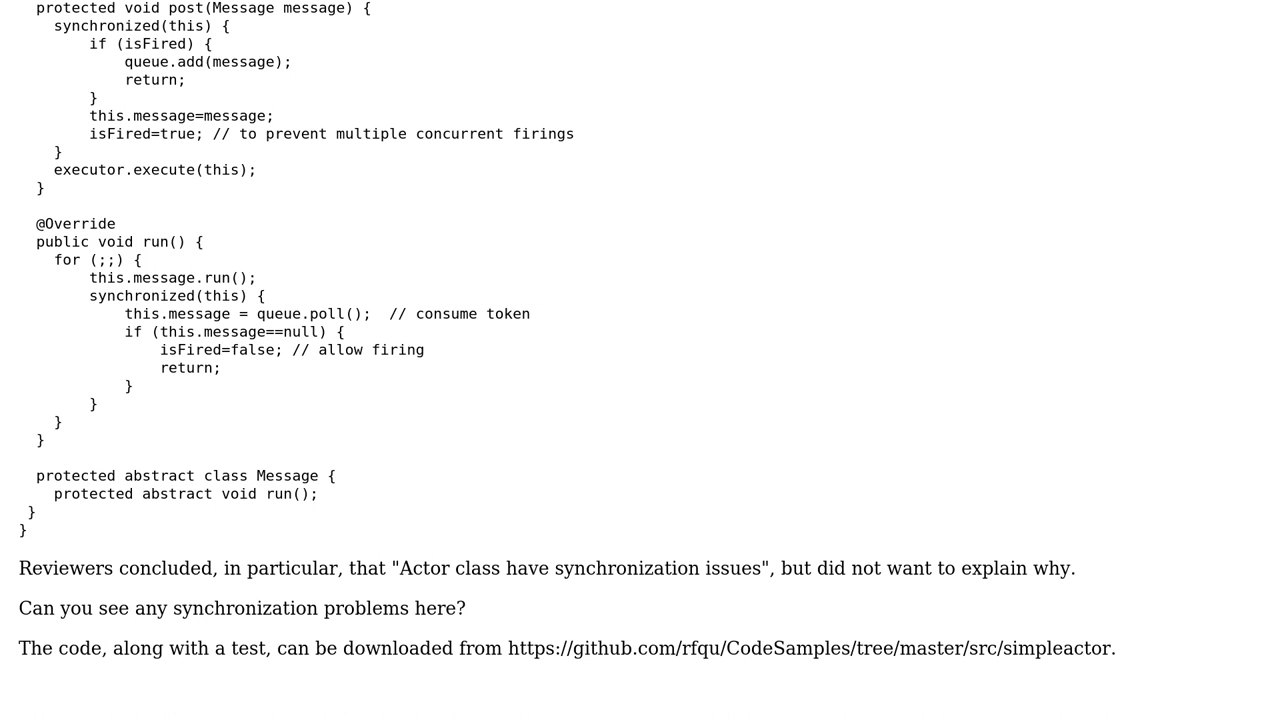 protected void post(Message message) {
synchronized(this) {
if (isFired) {
queue.add(message);
return;
}
this.message=message;
isFired=true; // to prevent multiple concurrent firings
}
executor.execute(this);
}
@Override
public void run() {
for (;;) {
this.message.run();
synchronized(this) {
this.message = queue.poll();  // consume token
if (this.message==null) {
isFired=false; // allow firing
return;
}
}
}
}
protected abstract class Message {
protected abstract void run();
}
}
Reviewers concluded, in particular, that "Actor class have synchronization issues", but did not want to explain why.
Can you see any synchronization problems here?
The code, along with a test, can be downloaded from https://github.com/rfqu/CodeSamples/tree/master/src/simpleactor.